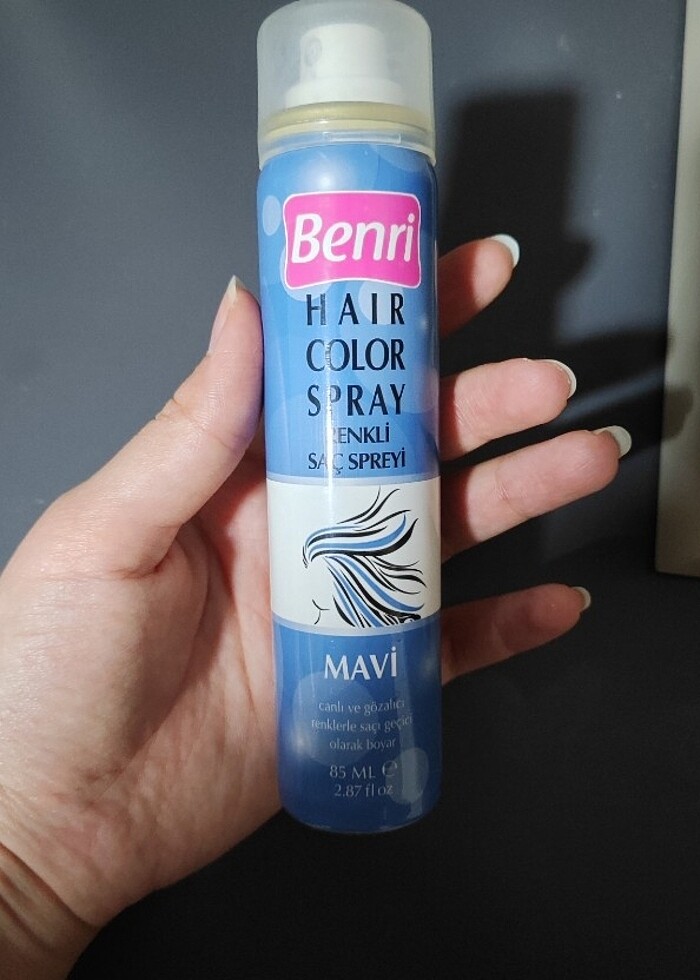 Benri
HAIR
COLOR
SPRAY
RENKLİ
SAÇ SPREYİ
MAVİ
canlı ve gözalıcı
renklerle saçı geçici
olarak boyar
85 ML ℮
2.87 fl oz